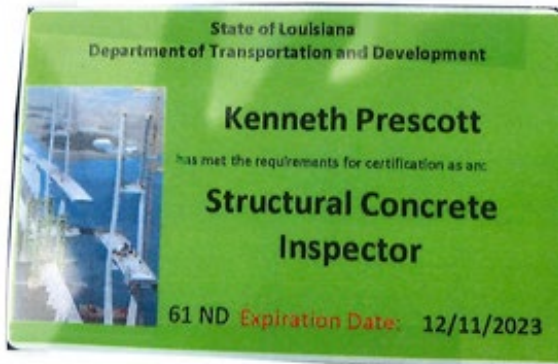 State of Louisiana
Department of Transportation and Development
Kenneth Prescott
has met the requirements for certification as an:
Structural Concrete
Inspector
61 ND Expiration Date: 12/11/2023